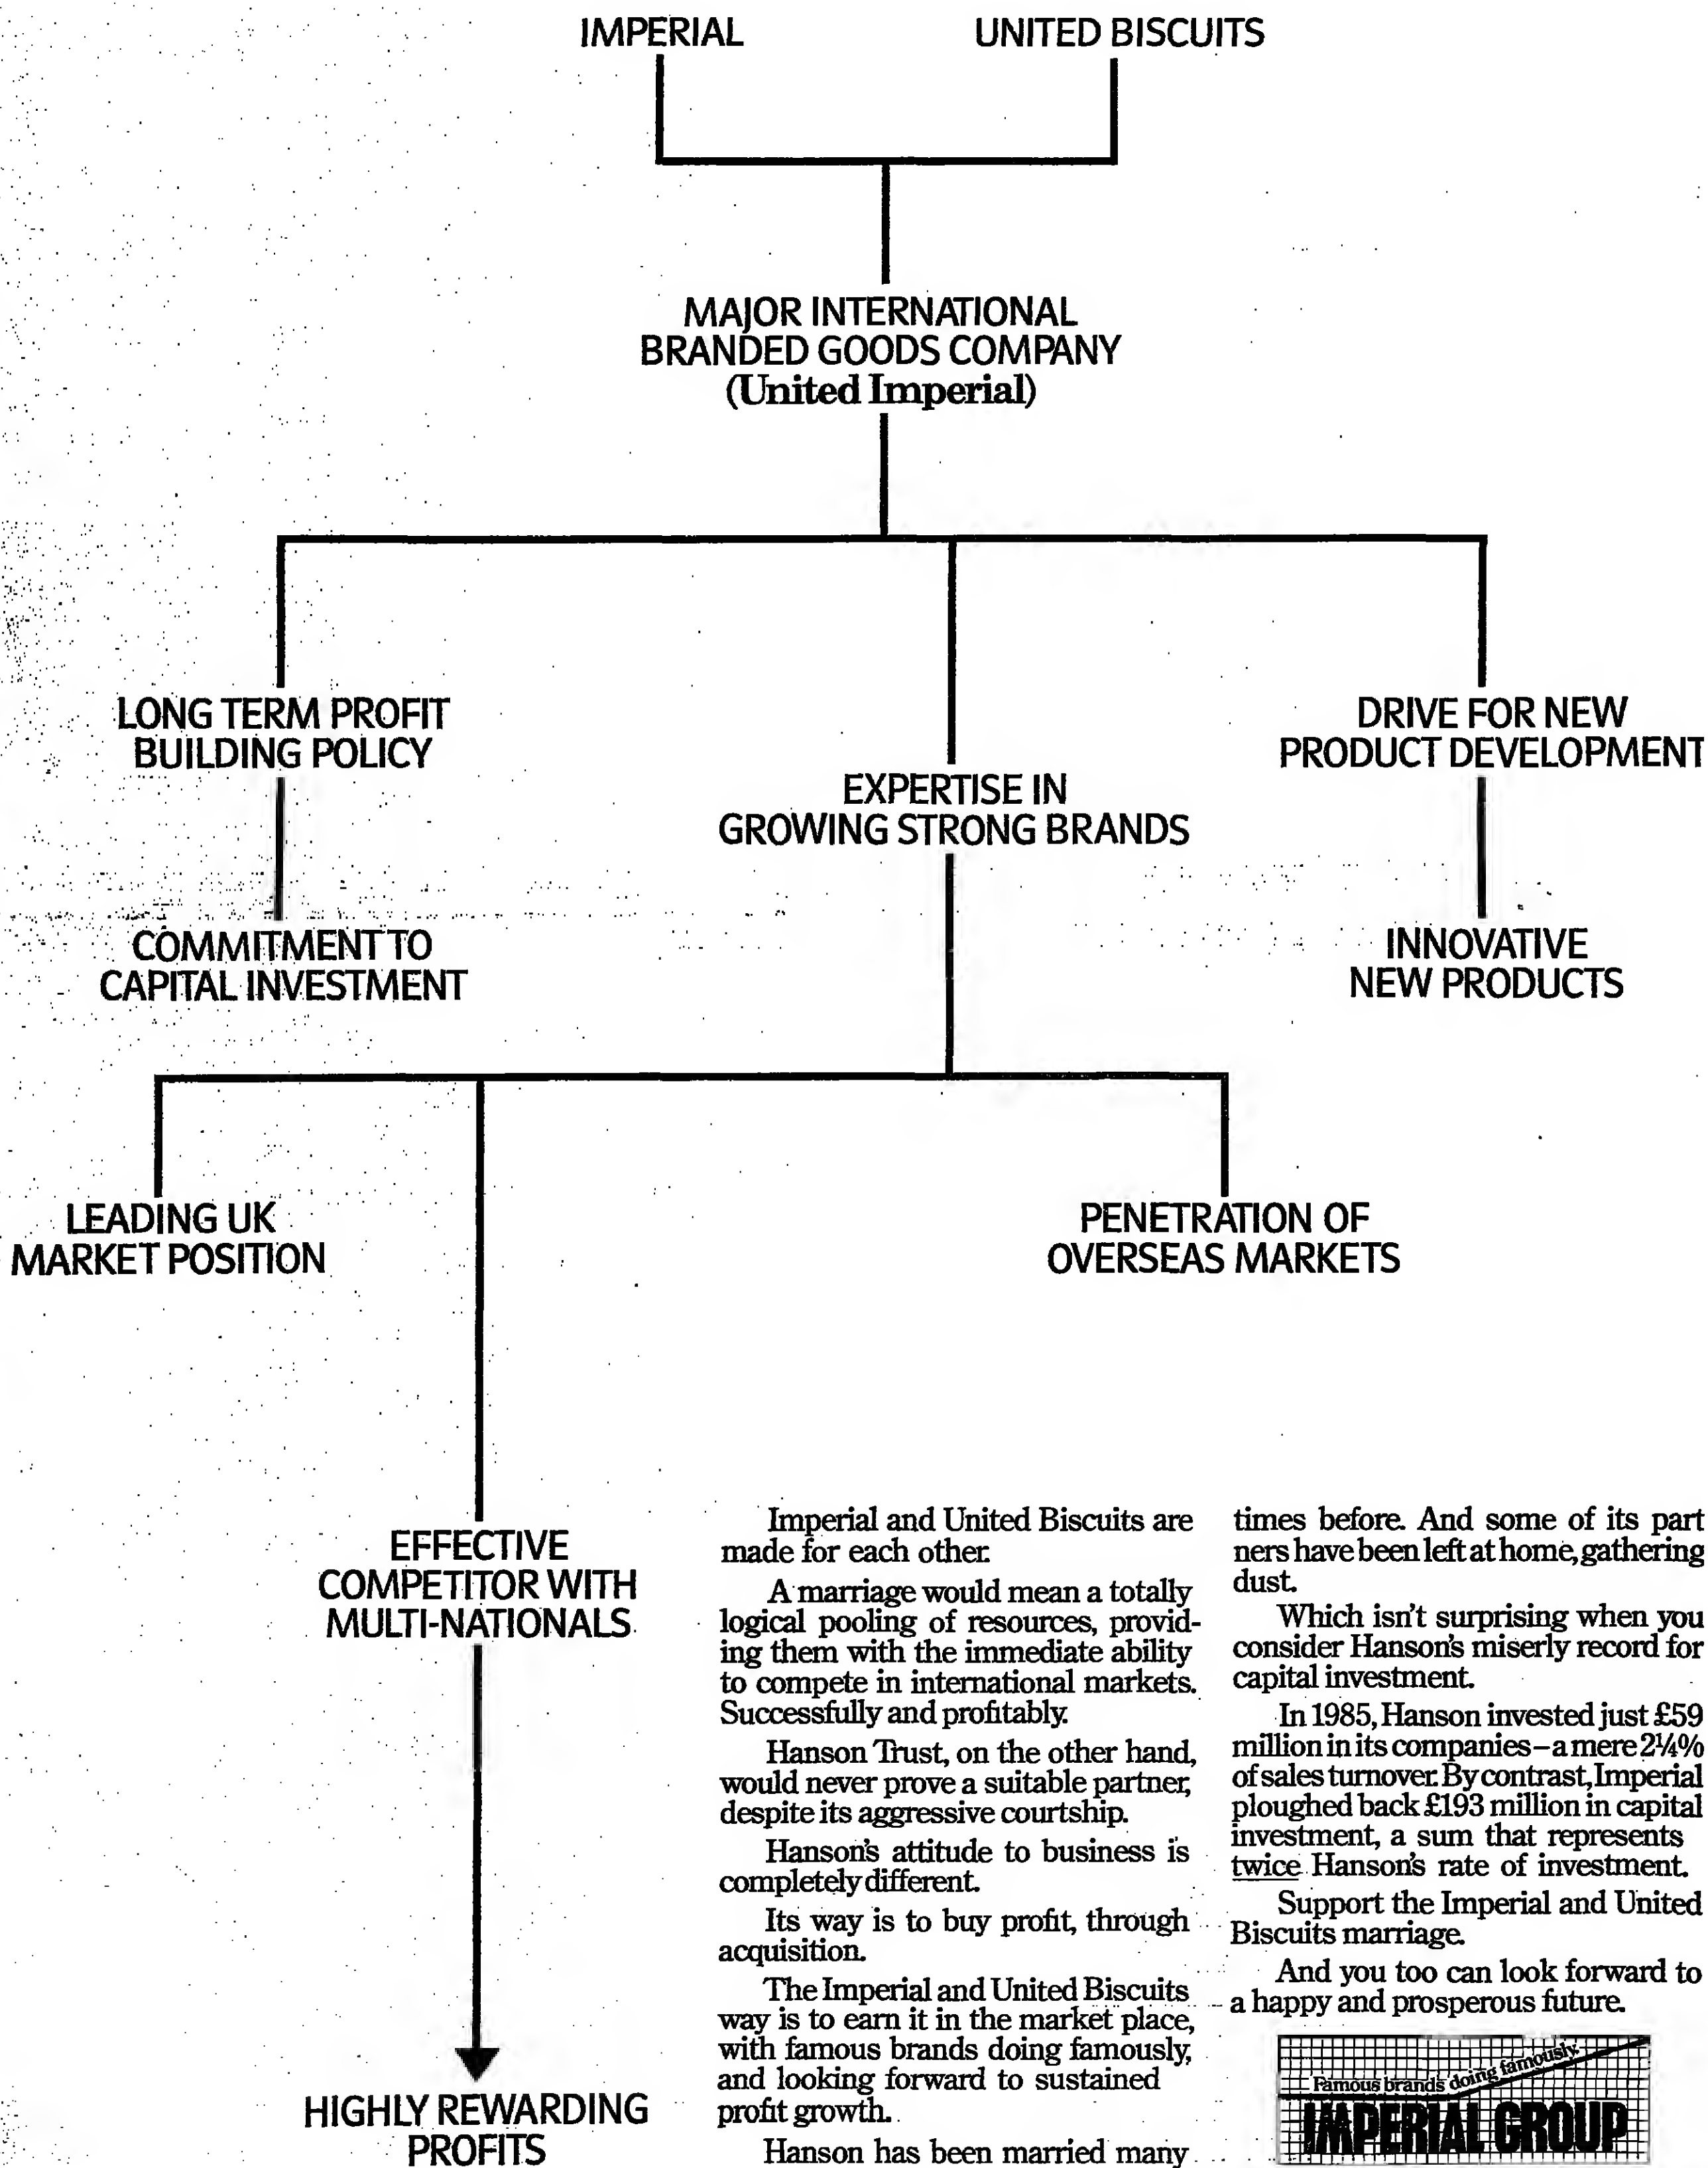 IMPERIAL
UNITED BISCUITS
MAJOR INTERNATIONAL
BRANDED GOODS COMPANY
(United Imperial)
LONG TERM PROFIT
BUILDING POLICY
EXPERTISE IN
GROWING STRONG BRANDS
DRIVE FOR NEW
PRODUCT DEVELOPMENT
COMMITMENT TO
CAPITAL INVESTMENT
INNOVATIVE
NEW PRODUCTS
LEADING UK
MARKET POSITION
PENETRATION OF
OVERSEAS MARKETS
EFFECTIVE
COMPETITOR WITH
MULTI-NATIONALS
HIGHLY REWARDING
PROFITS
Imperial and United Biscuits are
made for each other.
A marriage would mean a totally
logical pooling of resources, provid-
ing them with the immediate ability
to compete in international markets.
Successfully and profitably.
Hanson Trust, on the other hand,
would never prove a suitable partner,
despite its aggressive courtship.
Hanson's attitude to business is
completely different.
Its way is to buy profit, through
acquisition.
The Imperial and United Biscuits
way is to earn it in the market place,
with famous brands doing famously,
and looking forward to sustained
profit growth.
Hanson has been married many
times before. And some of its part
ners have been left at home, gathering
dust.
Which isn't surprising when you
consider Hanson's miserly record for
capital investment.
In 1985, Hanson invested just £59
million in its companies – a mere 2¼%
of sales turnover. By contrast, Imperial
ploughed back £193 million in capital
investment, a sum that represents
twice Hanson's rate of investment.
Support the Imperial and United
Biscuits marriage.
And you too can look forward to
a happy and prosperous future.
Famous brands doing famously.
IMPERIAL GROUP